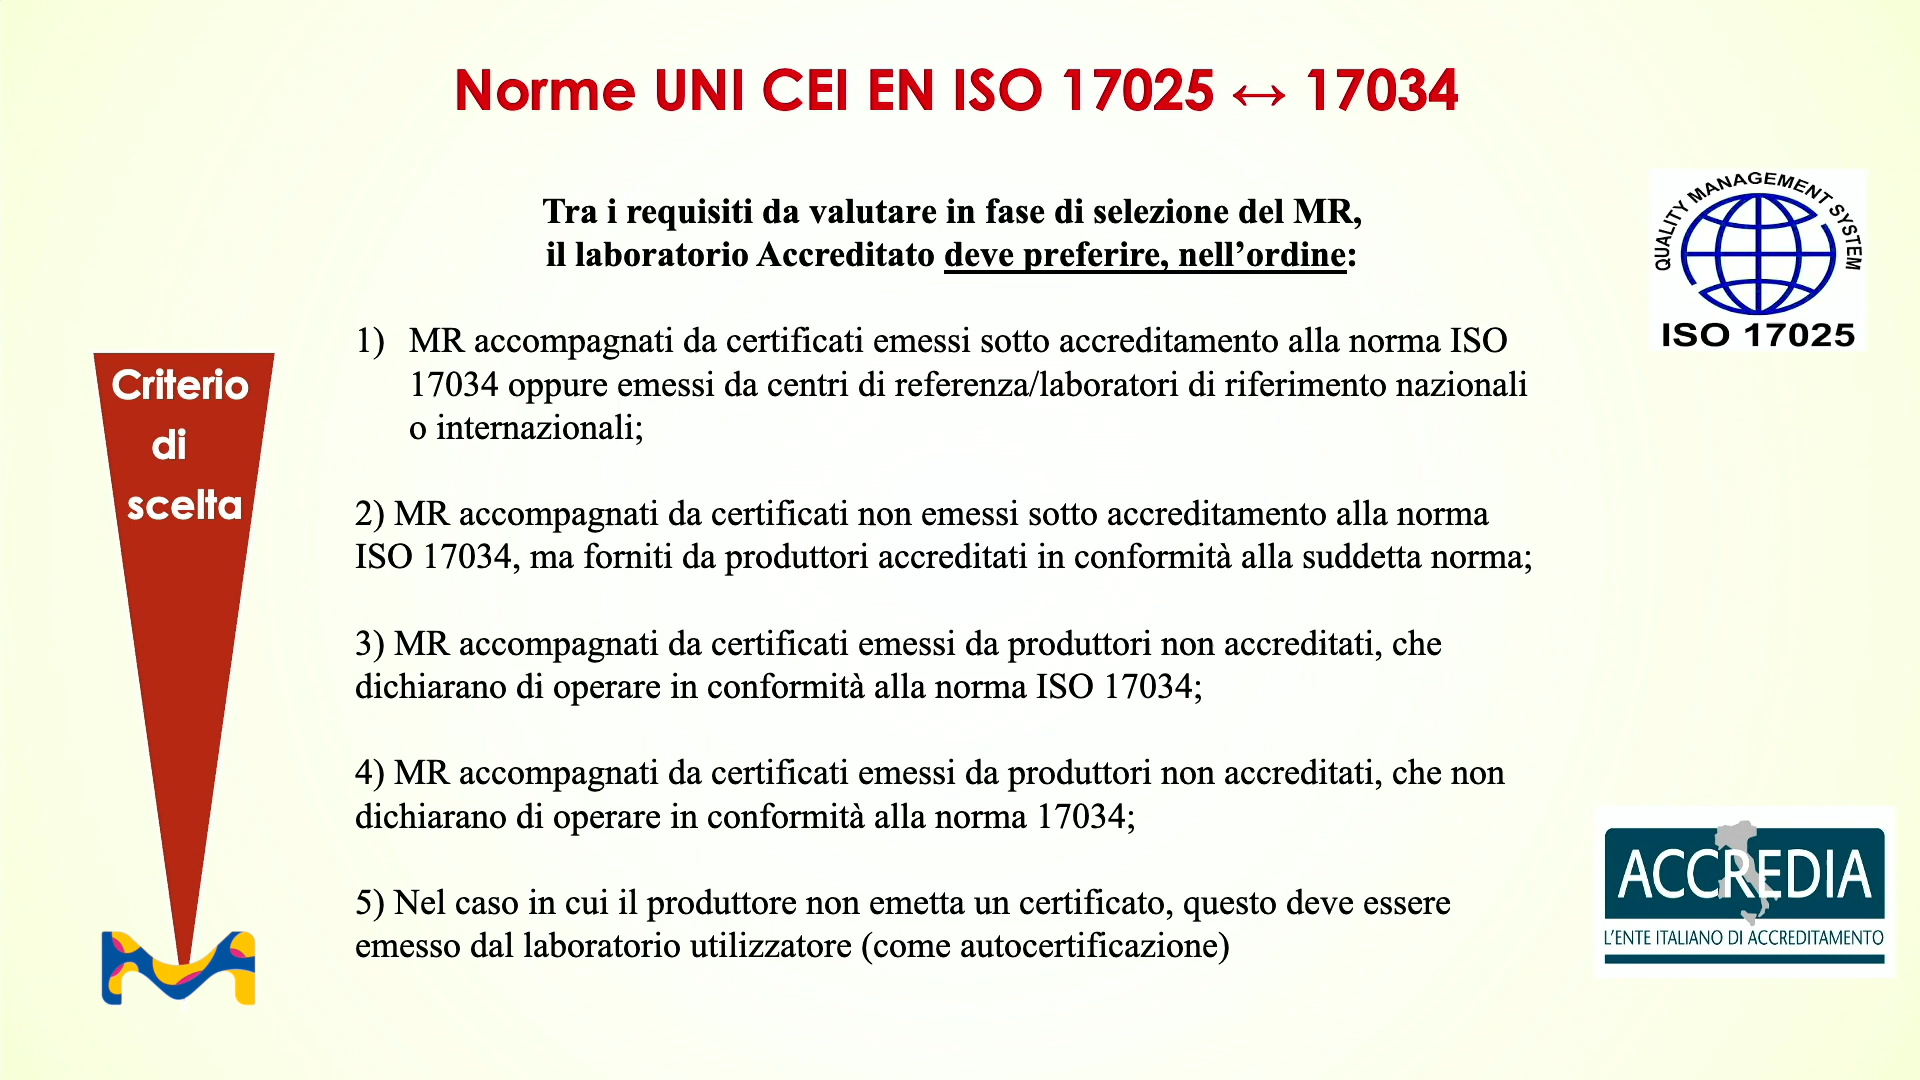 Norme UNI CEI EN ISO 17025 ↔ 17034
Tra i requisiti da valutare in fase di selezione del MR,
il laboratorio Accreditato deve preferire, nell’ordine:
QUALITY MANAGEMENT SYSTEM
ISO 17025
1) MR accompagnati da certificati emessi sotto accreditamento alla norma ISO
17034 oppure emessi da centri di referenza/laboratori di riferimento nazionali
o internazionali;
Criterio
di
scelta
2) MR accompagnati da certificati non emessi sotto accreditamento alla norma
ISO 17034, ma forniti da produttori accreditati in conformità alla suddetta norma;
3) MR accompagnati da certificati emessi da produttori non accreditati, che
dichiarano di operare in conformità alla norma ISO 17034;
4) MR accompagnati da certificati emessi da produttori non accreditati, che non
dichiarano di operare in conformità alla norma 17034;
5) Nel caso in cui il produttore non emetta un certificato, questo deve essere
emesso dal laboratorio utilizzatore (come autocertificazione)
ACCREDIA
L'ENTE ITALIANO DI ACCREDITAMENTO